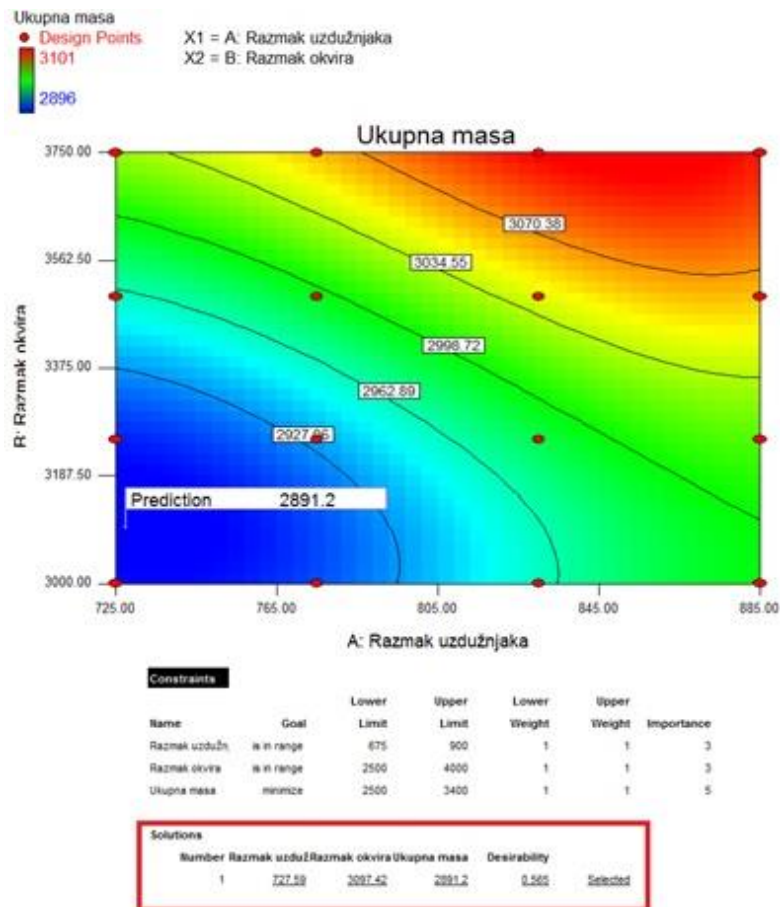 Ukupna masa
Design Points
3101
2896
X1 = A: Razmak uzdužnjaka
X2 = B: Razmak okvira
Ukupna masa
3750.00
3562.50
3375.00
3187.50
3000.00
B: Razmak okvira
3070.38
3034.55
2998.72
2962.89
Prediction 2891.2
725.00 765.00 805.00 845.00 885.00
A: Razmak uzdužnjaka
Constraints
Lower Upper Lower Upper
Name Goal Limit Limit Weight Weight Importance
Razmak uzdužn. is in range 675 900 1 1 3
Razmak okvira is in range 2500 4000 1 1 3
Ukupna masa minimize 2500 3400 1 1 5
Solutions
Number Razmak uzduž Razmak okvira Ukupna masa Desirability
1 727.59 3097.42 2891.2 0.565 Selected